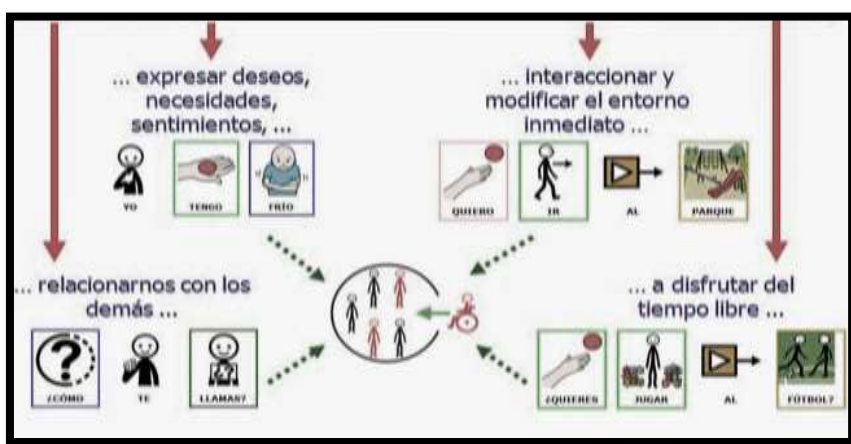 ... expresar deseos,
necesidades,
sentimientos, ...
YO TENGO FRÍO
... interaccionar y
modificar el entorno
inmediato ...
QUIERO IR AL PARQUE
... relacionarnos con los
demás ...
¿CÓMO TE LLAMAS?
... a disfrutar del
tiempo libre ...
¿QUIERES JUGAR AL FÚTBOL?